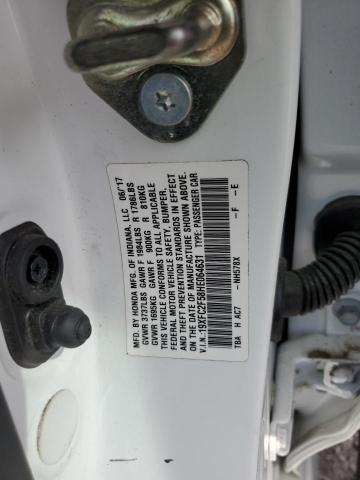 MFD. BY HONDA MFG. OF INDIANA, LLC 06/17
GVWR 3737LBS GAWR F 1984LBS R 1786LBS
GVWR 1695KG GAWR F 900KG R 810KG
THIS VEHICLE CONFORMS TO ALL APPLICABLE
FEDERAL MOTOR VEHICLE SAFETY, BUMPER,
AND THEFT PREVENTION STANDARDS IN EFFECT
ON THE DATE OF MANUFACTURE SHOWN ABOVE.
V.I.N.: 19XFC2F58HE064531 TYPE: PASSENGER CAR
TBA H AC7 -NH578X -F -E